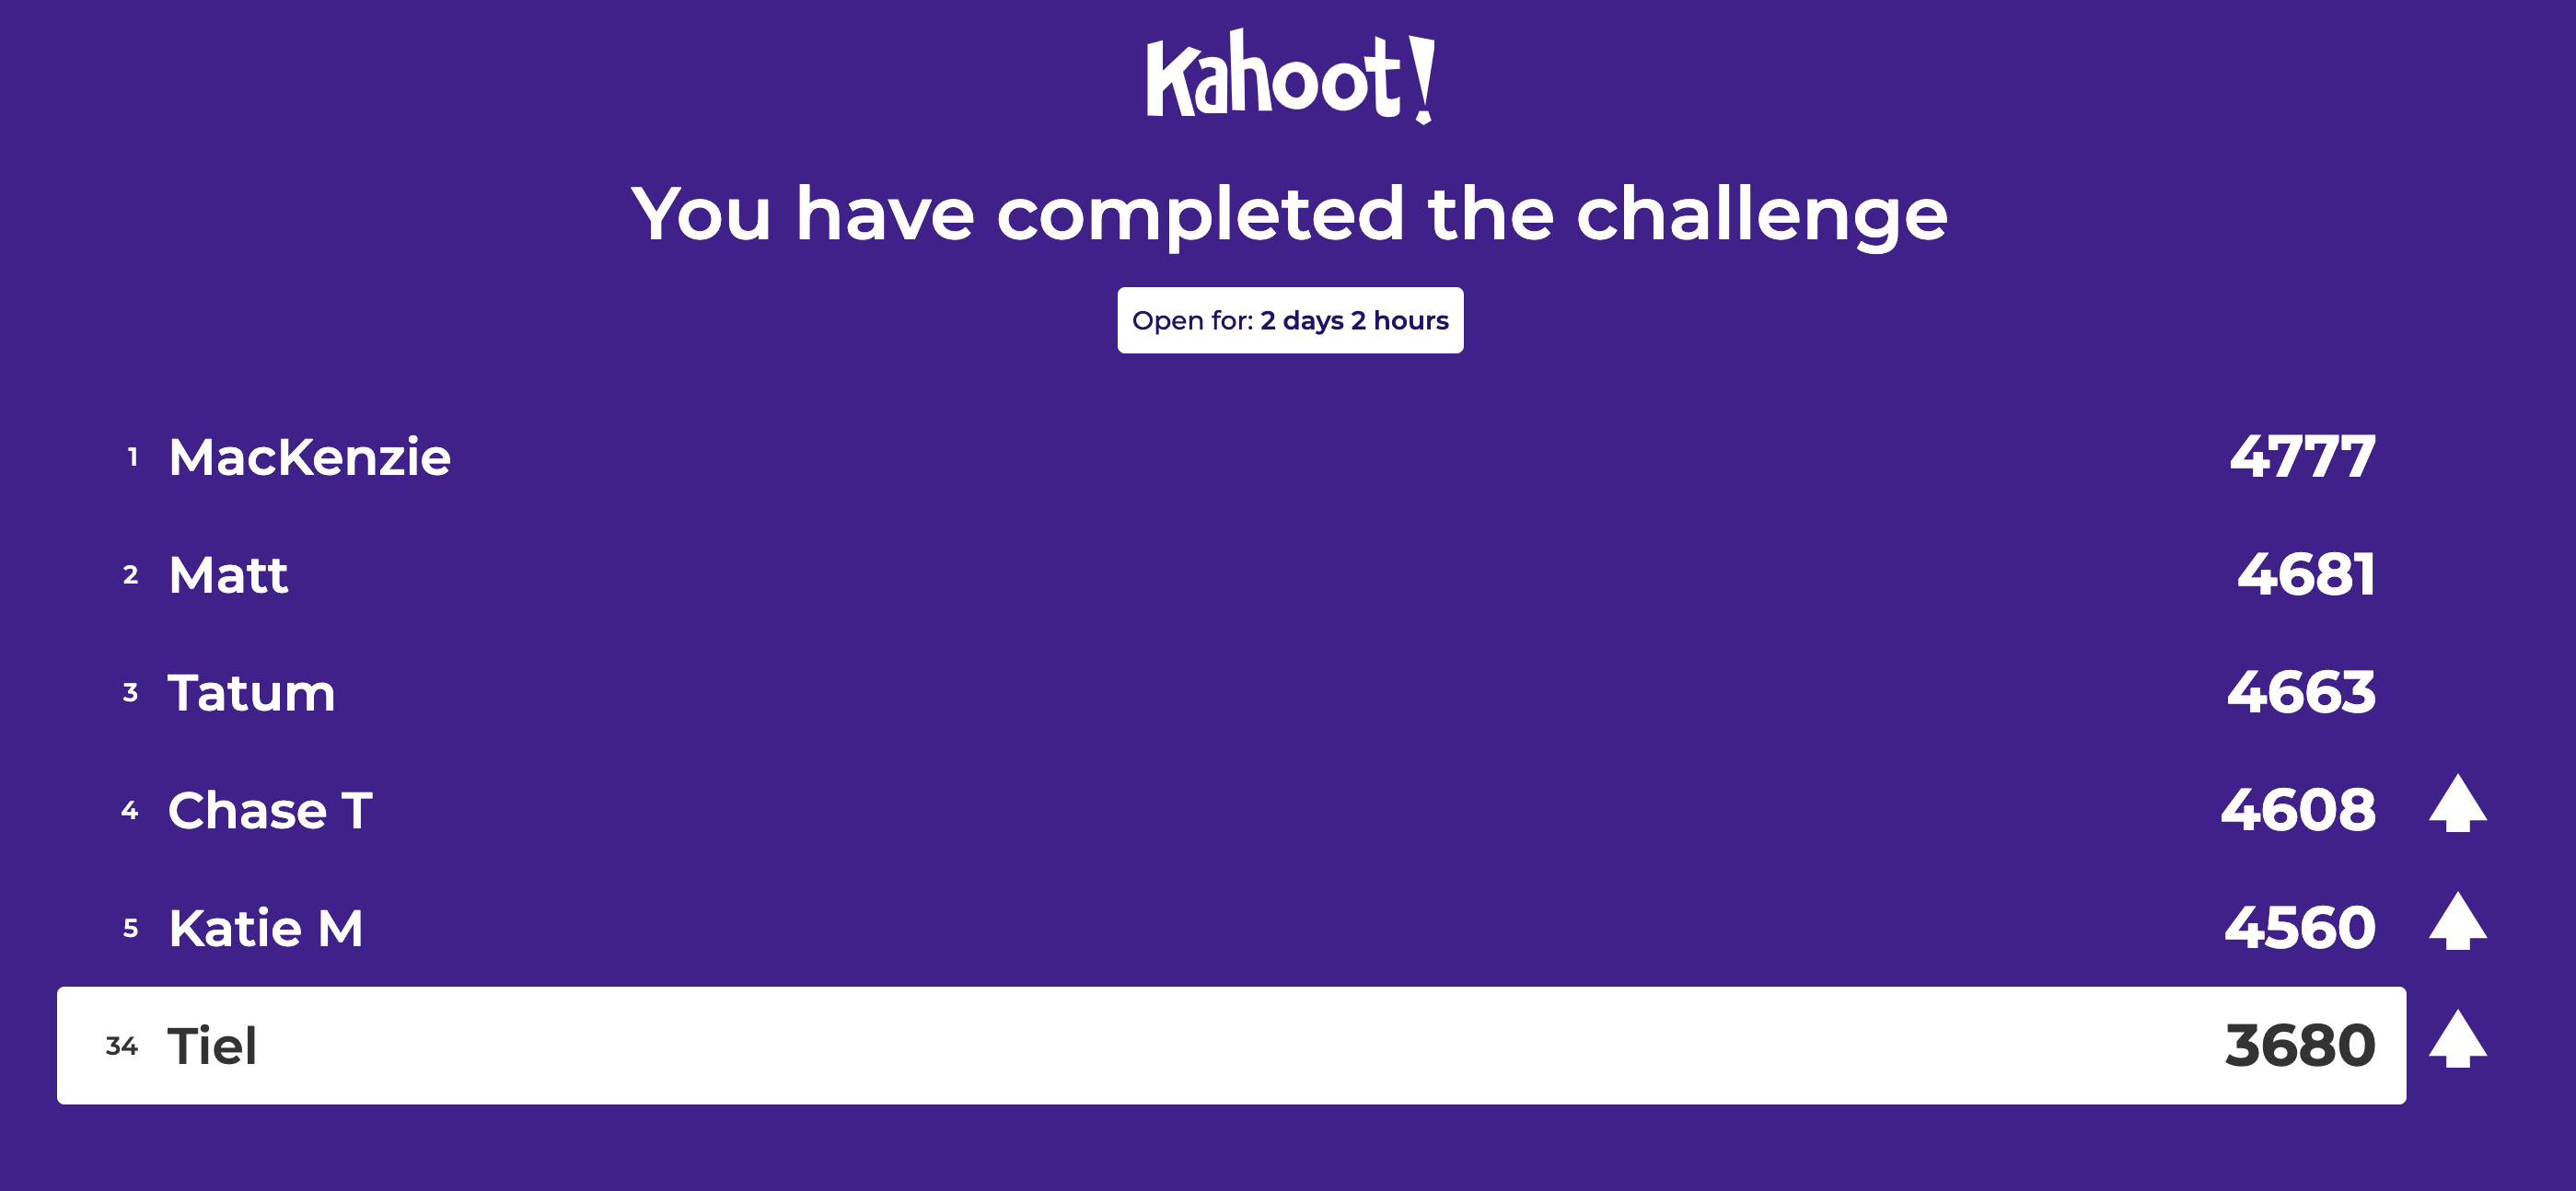 Kahoot!
You have completed the challenge
Open for: 2 days 2 hours
1 MacKenzie 4777
2 Matt 4681
3 Tatum 4663
4 Chase T 4608
5 Katie M 4560
34 Tiel 3680